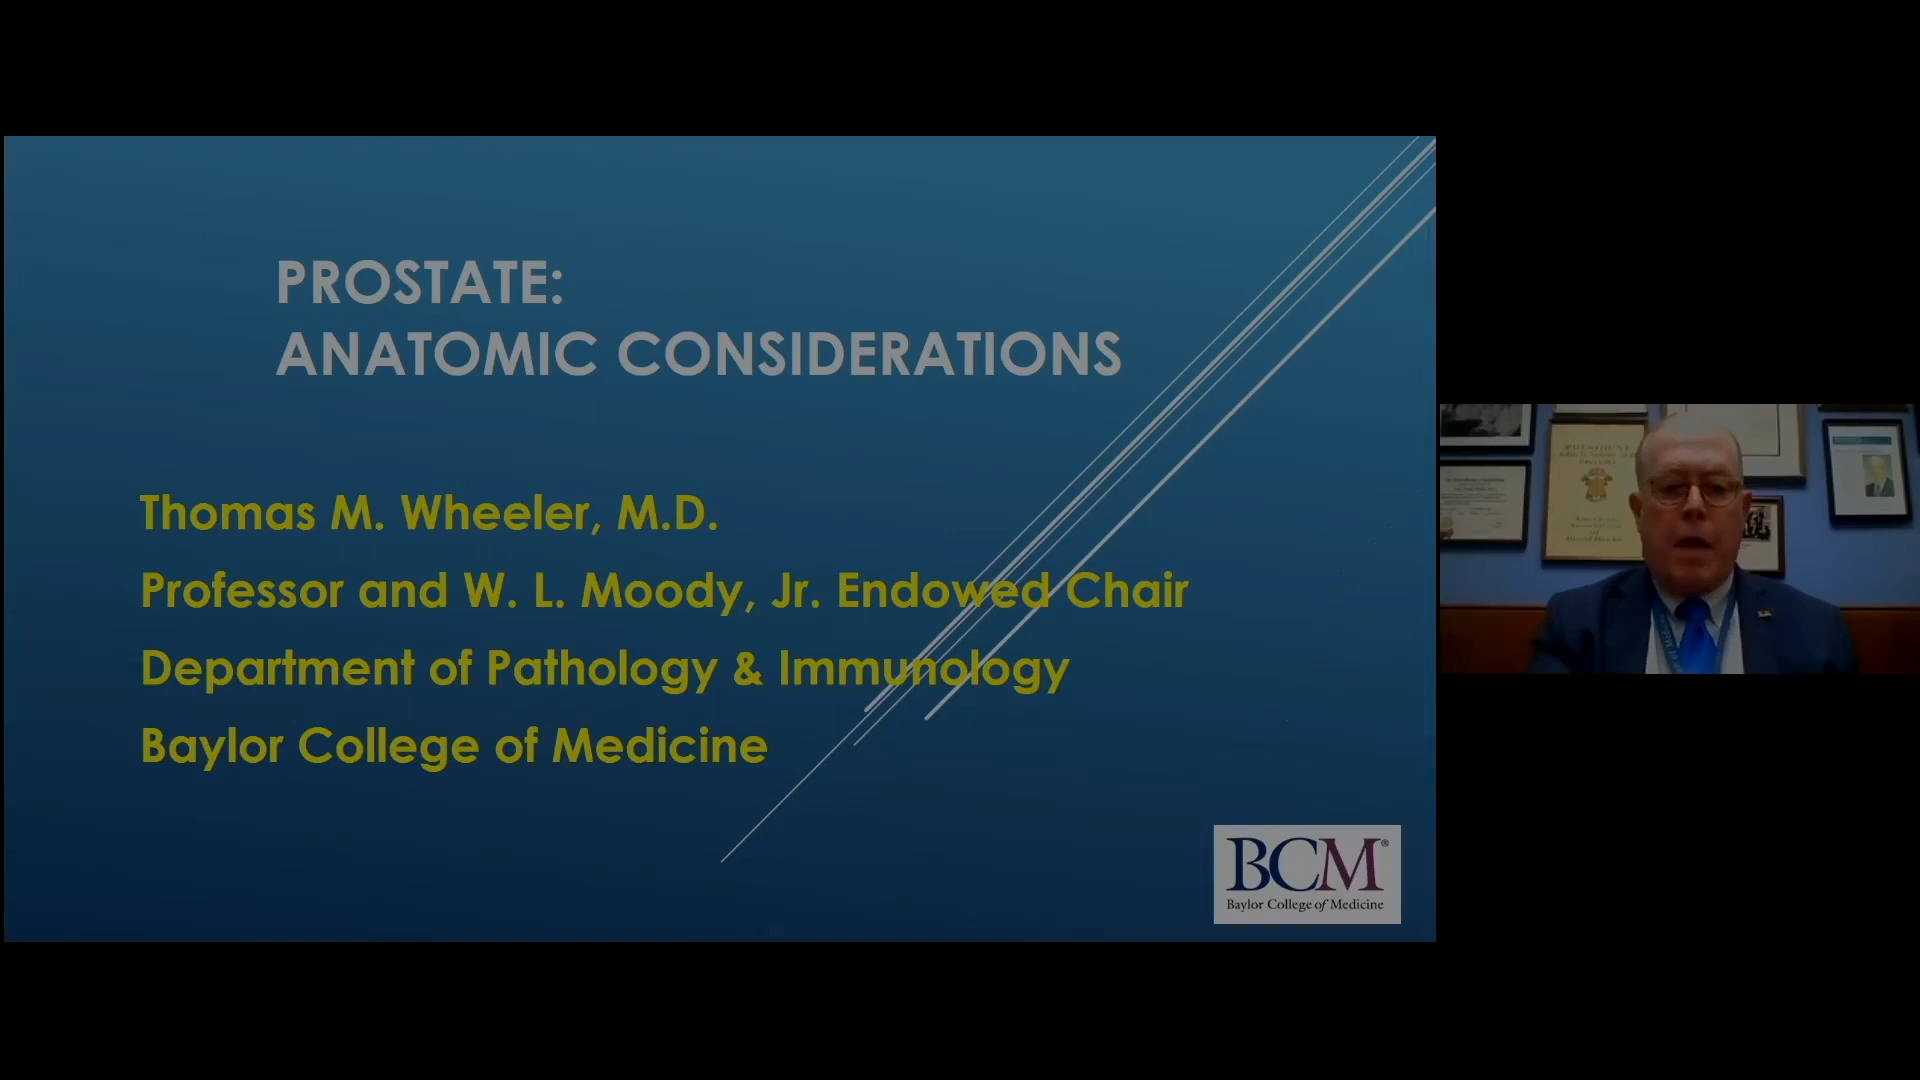 PROSTATE:
ANATOMIC CONSIDERATIONS
Thomas M. Wheeler, M.D.
Professor and W. L. Moody, Jr. Endowed Chair
Department of Pathology & Immunology
Baylor College of Medicine
BCM®
Baylor College of Medicine